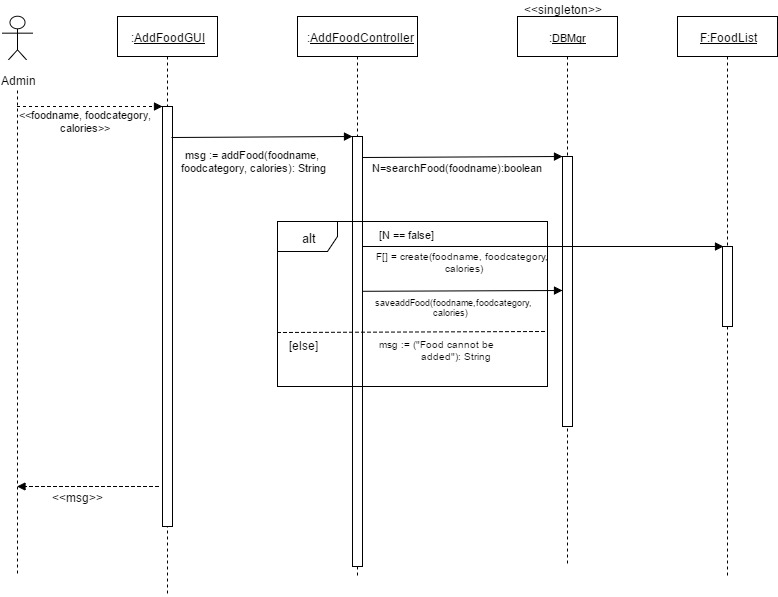 <<singleton>>
:AddFoodGUI
:AddFoodController
:DBMgr
F:FoodList
Admin
<<foodname, foodcategory,
calories>>
msg := addFood(foodname,
foodcategory, calories): String
N=searchFood(foodname):boolean
alt
[N == false]
F[] = create(foodname, foodcategory,
calories)
saveaddFood(foodname,foodcategory,
calories)
[else]
msg := ("Food cannot be
added"): String
<<msg>>